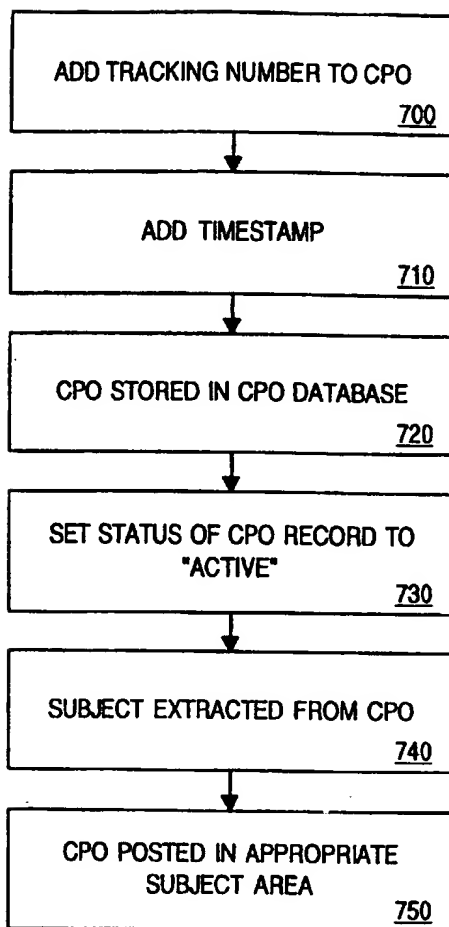 ADD TRACKING NUMBER TO CPO
700
ADD TIMESTAMP
710
CPO STORED IN CPO DATABASE
720
SET STATUS OF CPO RECORD TO
"ACTIVE"
730
SUBJECT EXTRACTED FROM CPO
740
CPO POSTED IN APPROPRIATE
SUBJECT AREA
750